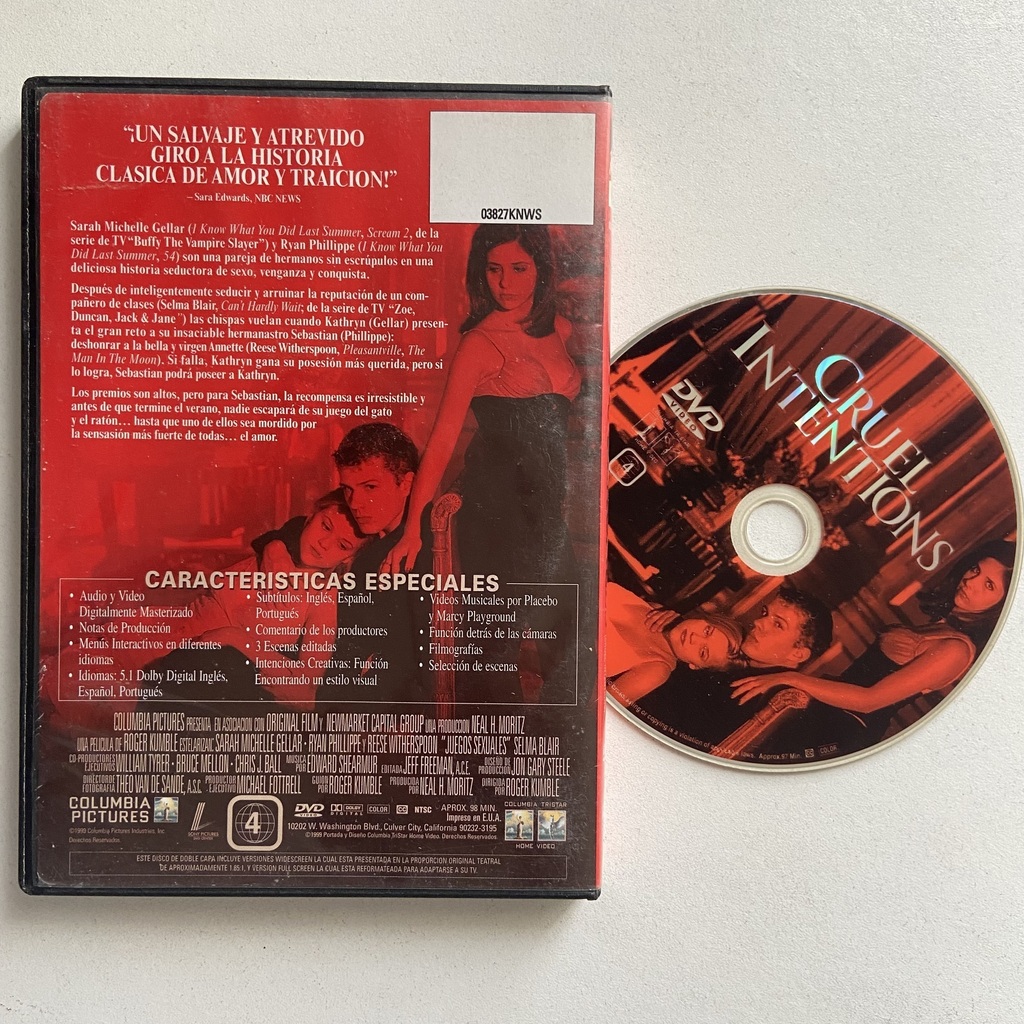 “¡UN SALVAJE Y ATREVIDO
GIRO A LA HISTORIA
CLASICA DE AMOR Y TRAICION!”
– Sara Edwards, NBC NEWS
03827KNWS
Sarah Michelle Gellar (I Know What You Did Last Summer, Scream 2, de la
serie de TV “Buffy The Vampire Slayer”) y Ryan Phillippe (I Know What You
Did Last Summer, 54) son una pareja de hermanos sin escrúpulos en una
deliciosa historia seductora de sexo, venganza y conquista.
Después de inteligentemente seducir y arruinar la reputación de un com-
pañero de clases (Selma Blair, Can't Hardly Wait; de la seire de TV “Zoe,
Duncan, Jack & Jane”) las chispas vuelan cuando Kathryn (Gellar) presen-
ta el gran reto a su insaciable hermanastro Sebastian (Phillippe):
deshonrar a la bella y virgen Annette (Reese Witherspoon, Pleasantville, The
Man In The Moon). Si falla, Kathryn gana su posesión más querida, pero si
lo logra, Sebastian podrá poseer a Kathryn.
Los premios son altos, pero para Sebastian, la recompensa es irresistible y
antes de que termine el verano, nadie escapará de su juego del gato
y el ratón... hasta que uno de ellos sea mordido por
la sensación más fuerte de todas... el amor.
CARACTERISTICAS ESPECIALES
• Audio y Video
Digitalmente Masterizado
• Notas de Producción
• Menús Interactivos en diferentes
idiomas
• Idiomas: 5.1 Dolby Digital Inglés,
Español, Portugués
• Subtítulos: Inglés, Español,
Portugués
• Comentario de los productores
• 3 Escenas editadas
• Intenciones Creativas: Función
Encontrando un estilo visual
• Videos Musicales por Placebo
y Marcy Playground
• Función detrás de las cámaras
• Filmografías
• Selección de escenas
COLUMBIA PICTURES PRESENTA EN ASOCIACION CON ORIGINAL FILM Y NEWMARKET CAPITAL GROUP UNA PRODUCCION NEAL H. MORITZ
UNA PELICULA DE ROGER KUMBLE ESTELARIZAN: SARAH MICHELLE GELLAR • RYAN PHILLIPPE Y REESE WITHERSPOON "JUEGOS SEXUALES" SELMA BLAIR
CO-PRODUCTORES EJECUTIVOS WILLIAM TYRER • BRUCE MELLON • CHRIS J. BALL MUSICA POR EDWARD SHEARMUR EDITADA JEFF FREEMAN, A.C.E. DISEÑO DE PRODUCCION JON GARY STEELE
DIRECTOR DE FOTOGRAFIA THEO VAN DE SANDE, A.S.C. PRODUCTOR EJECUTIVO MICHAEL FOTTRELL GUION POR ROGER KUMBLE PRODUCIDA POR NEAL H. MORITZ DIRIGIDA POR ROGER KUMBLE
COLUMBIA
PICTURES
©1999 Columbia Pictures Industries, Inc.
Derechos Reservados.
SONY PICTURES
4
DVD
VIDEO
DOLBY
DIGITAL
COLOR
CC
NTSC
APROX. 98 MIN.
Impreso en E.U.A.
10202 W. Washington Blvd., Culver City, California 90232-3195
©1999 Portada y Diseño Columbia TriStar Home Video. Derechos Reservados.
COLUMBIA TRISTAR
HOME VIDEO
ESTE DISCO DE DOBLE CAPA INCLUYE VERSIONES WIDESCREEN LA CUAL ESTA PRESENTADA EN LA PROPORCION ORIGINAL TEATRAL
DE APROXIMADAMENTE 1.85:1, Y VERSION FULL SCREEN LA CUAL ESTA REFORMATEADA PARA ADAPTARSE A SU TV.
CRUEL
INTENTIONS
DVD
VIDEO
4
or copying is a violation of
Approx. 97 Min.
COLOR